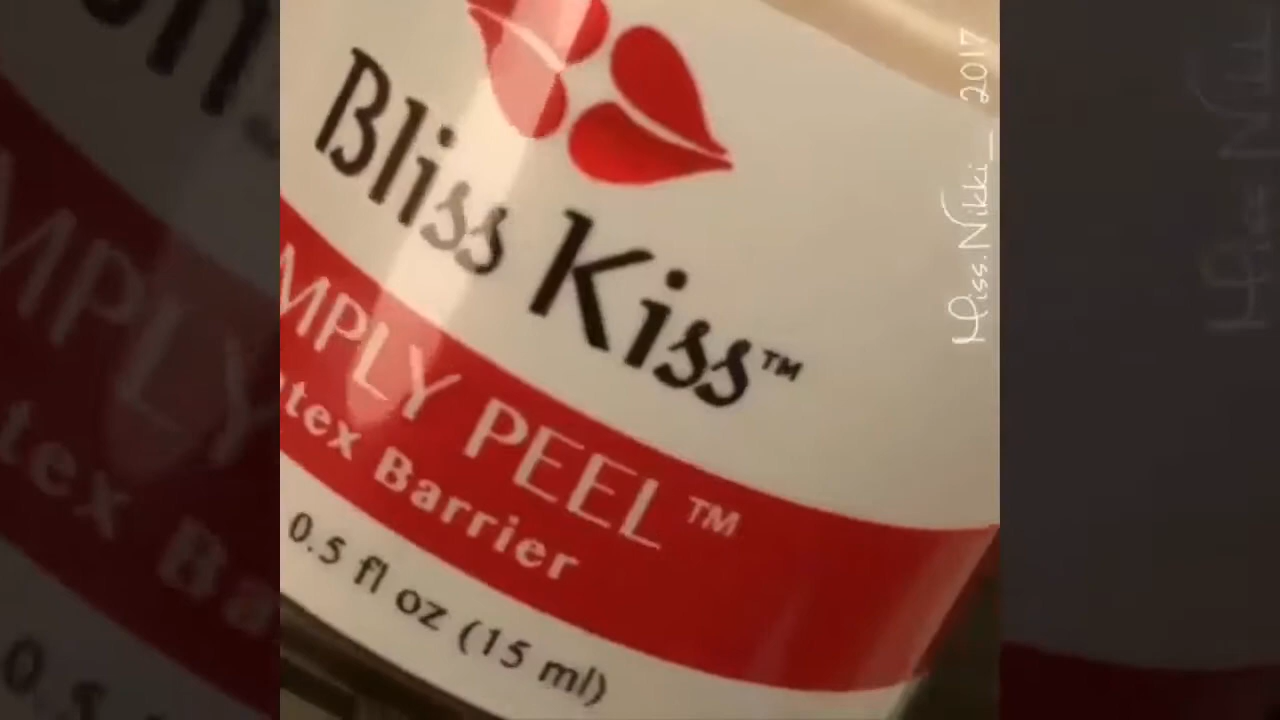 Bliss Kiss™
MPLY PEEL™
tex Barrier
0.5 fl oz (15 ml)
Miss.Nikki_ 2017